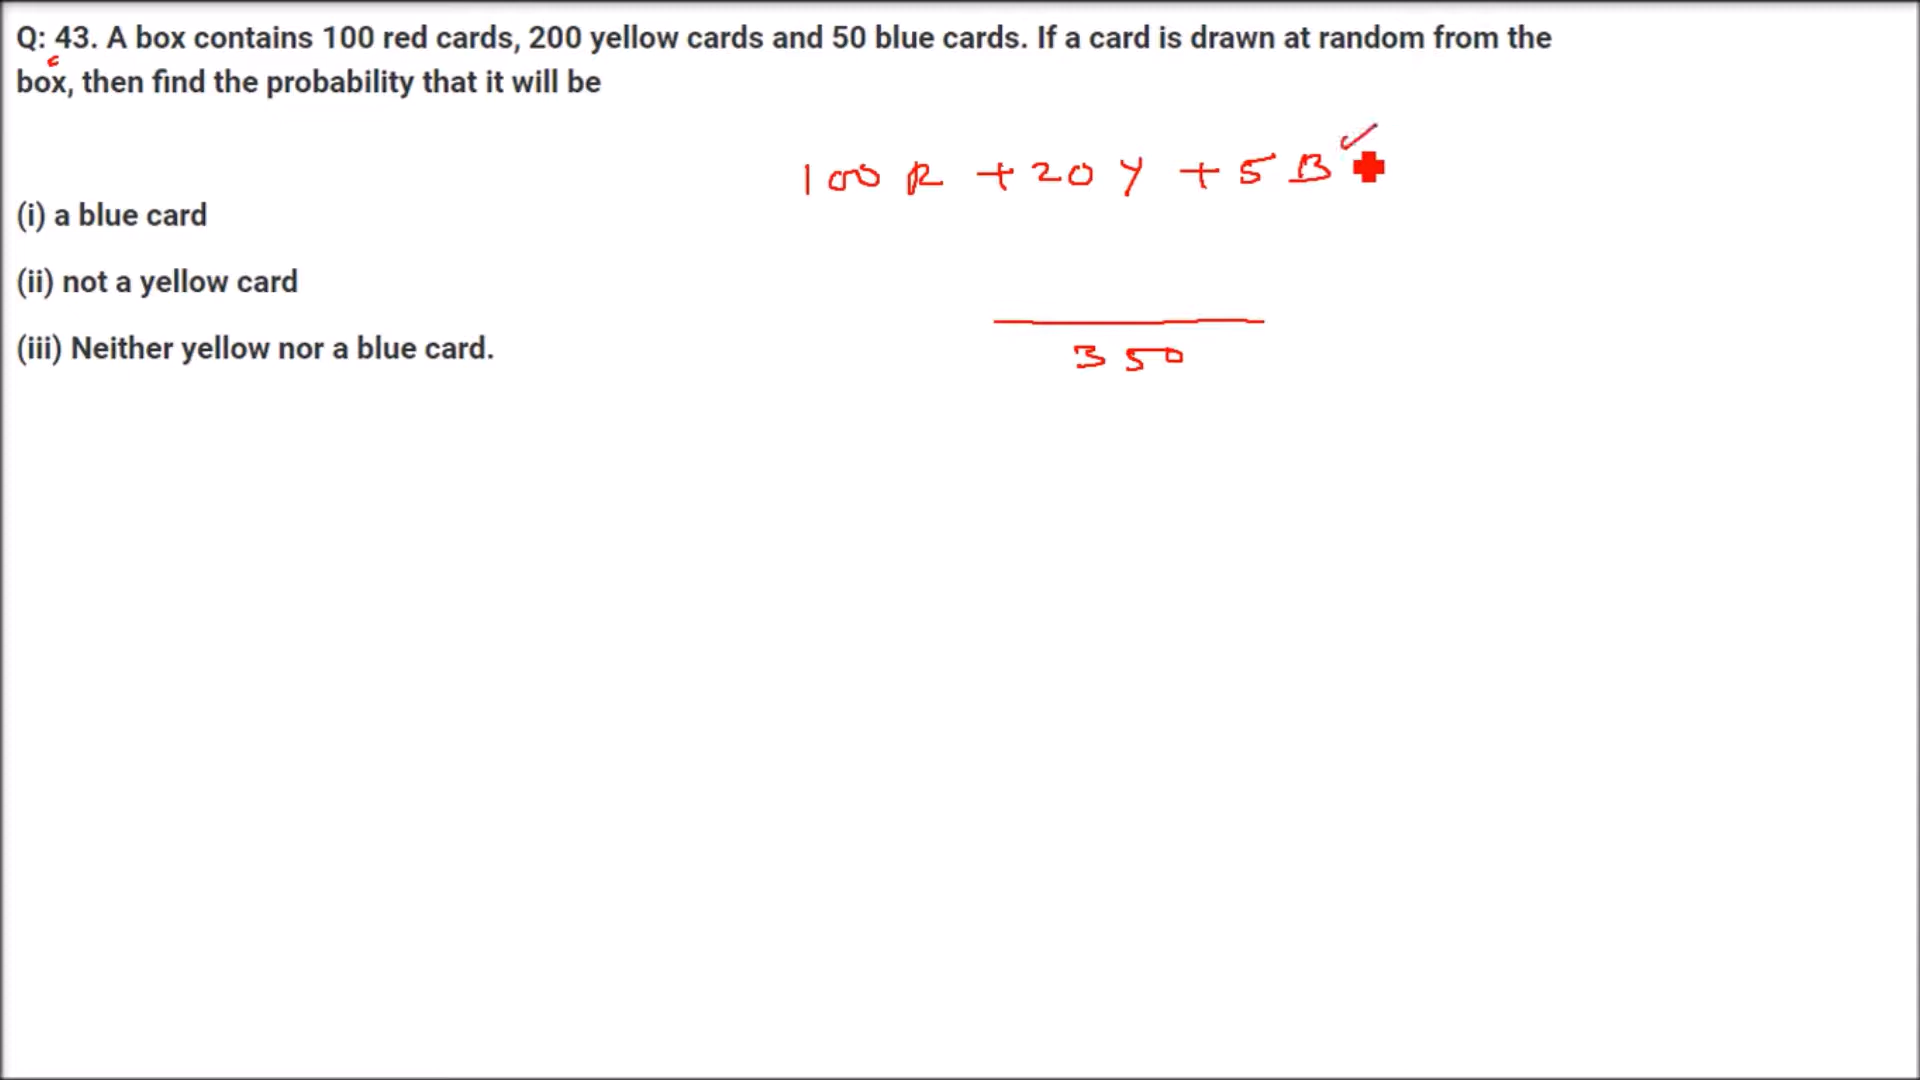 Q: 43. A box contains 100 red cards, 200 yellow cards and 50 blue cards. If a card is drawn at random from the
box, then find the probability that it will be
100 R + 20 Y + 5 B
(i) a blue card
(ii) not a yellow card
(iii) Neither yellow nor a blue card.
350